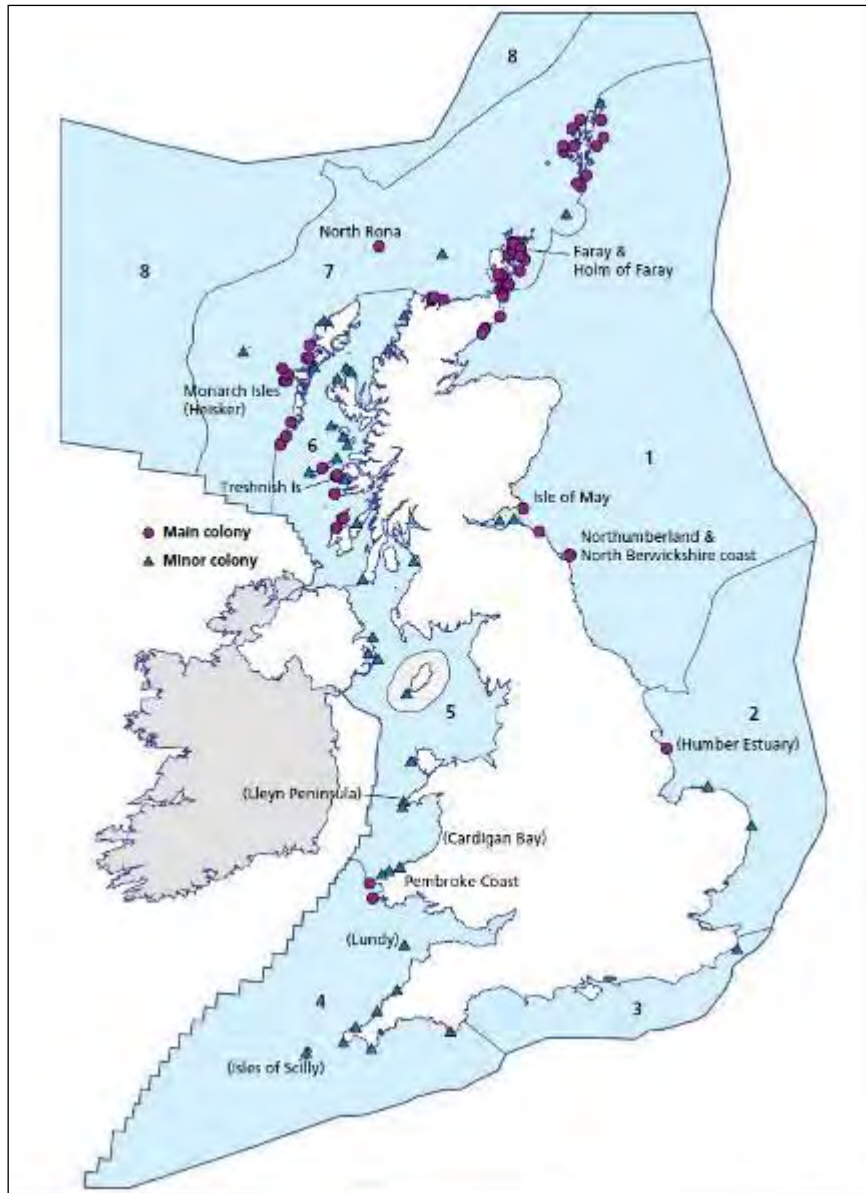 8
North Rona
Faray &
Holm of Faray
7
8
Monarch Isles
(Heisker)
6
1
Treshnish Is
Isle of May
Main colony
Northumberland &
North Berwickshire coast
Minor colony
5
2
(Humber Estuary)
(Lleyn Peninsula)
(Cardigan Bay)
Pembroke Coast
(Lundy)
4
3
(Isles of Scilly)